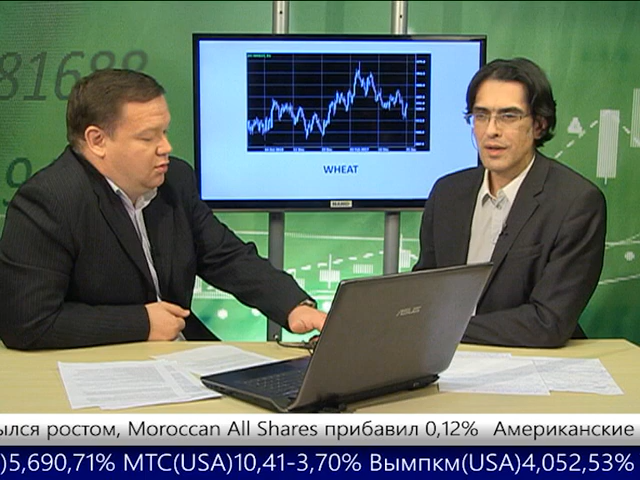 81688
WHEAT
ASUS
ылся ростом, Moroccan All Shares прибавил 0,12% Американские
)5,690,71% МТС(USA)10,41-3,70% Вымпкм(USA)4,052,53%